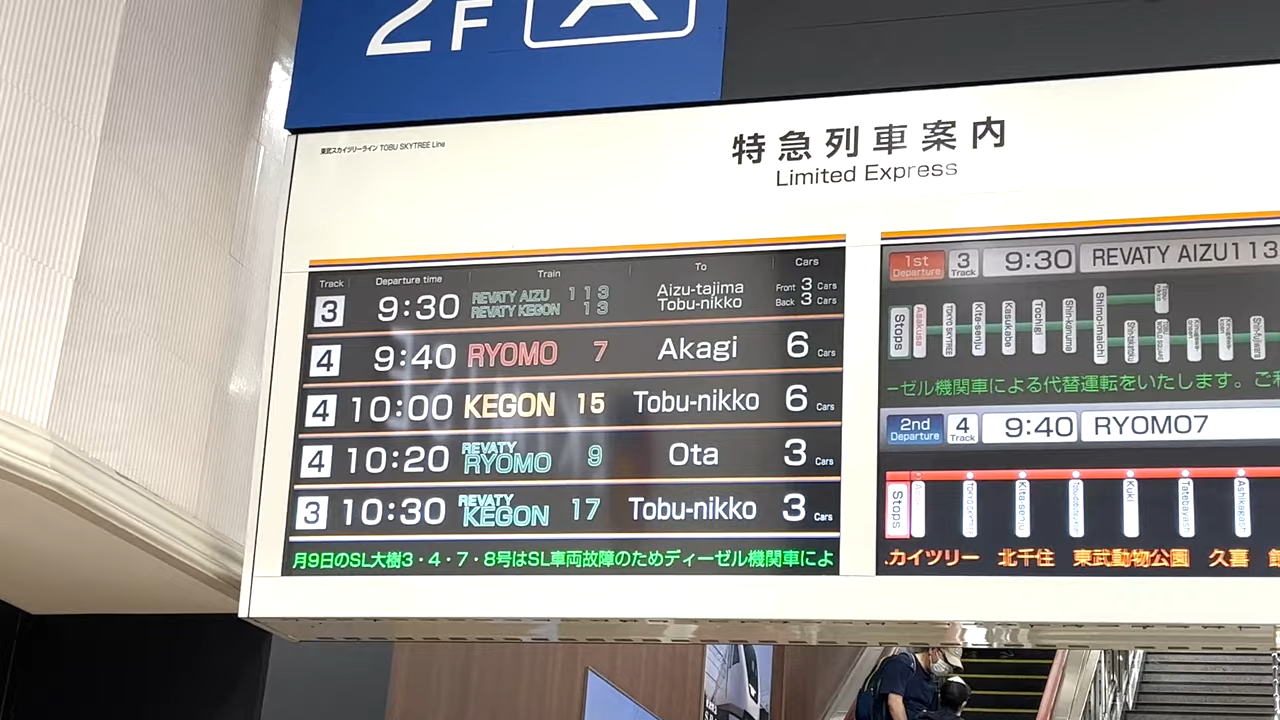 2F A
東武スカイツリーライン TOBU SKYTREE Line
特急列車案内
Limited Express
Track Departure time Train To Cars
3 9:30 REVATY AIZU 113 Aizu-tajima Front 3 Cars
REVATY KEGON 13 Tobu-nikko Back 3 Cars
4 9:40 RYOMO 7 Akagi 6 Cars
4 10:00 KEGON 15 Tobu-nikko 6 Cars
4 10:20 REVATY RYOMO 9 Ota 3 Cars
3 10:30 REVATY KEGON 17 Tobu-nikko 3 Cars
月9日のSL大樹3・4・7・8号はSL車両故障のためディーゼル機関車によ
1st Departure 3 Track 9:30 REVATY AIZU113
Stops Asakusa TOKYO SKYTREE Kita-senju Kasukabe Tochigi Shin-kanuma Shimo-imaichi
ーゼル機関車による代替運転をいたします。ご利
2nd Departure 4 Track 9:40 RYOMO7
Stops TOKYO SKYTREE Kita-senju Kuki Tatebayashi Ashikagashi
カイツリー 北千住 東武動物公園 久喜 館